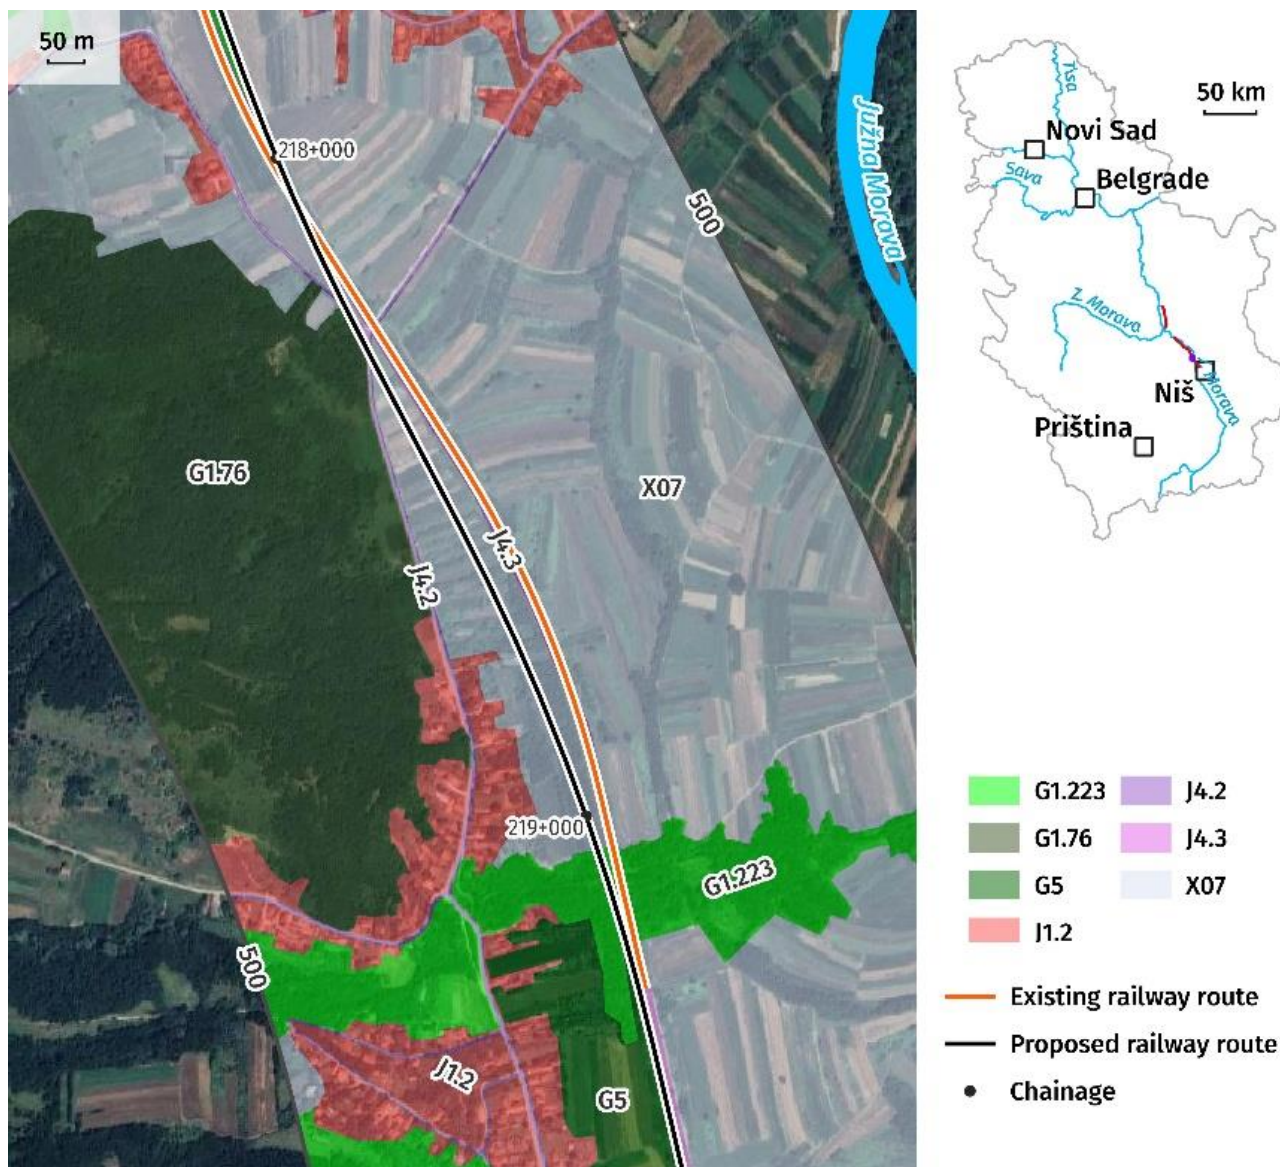 50 m
218+000
Južna Morava
500
G1.76
X07
J4.3
J4.2
219+000
G1.223
500
J1.2
G5
50 km
Tisa
Novi Sad
Sava
Belgrade
Z. Morava
Niš
Morava
Priština
G1.223
J4.2
G1.76
J4.3
G5
X07
J1.2
Existing railway route
Proposed railway route
Chainage